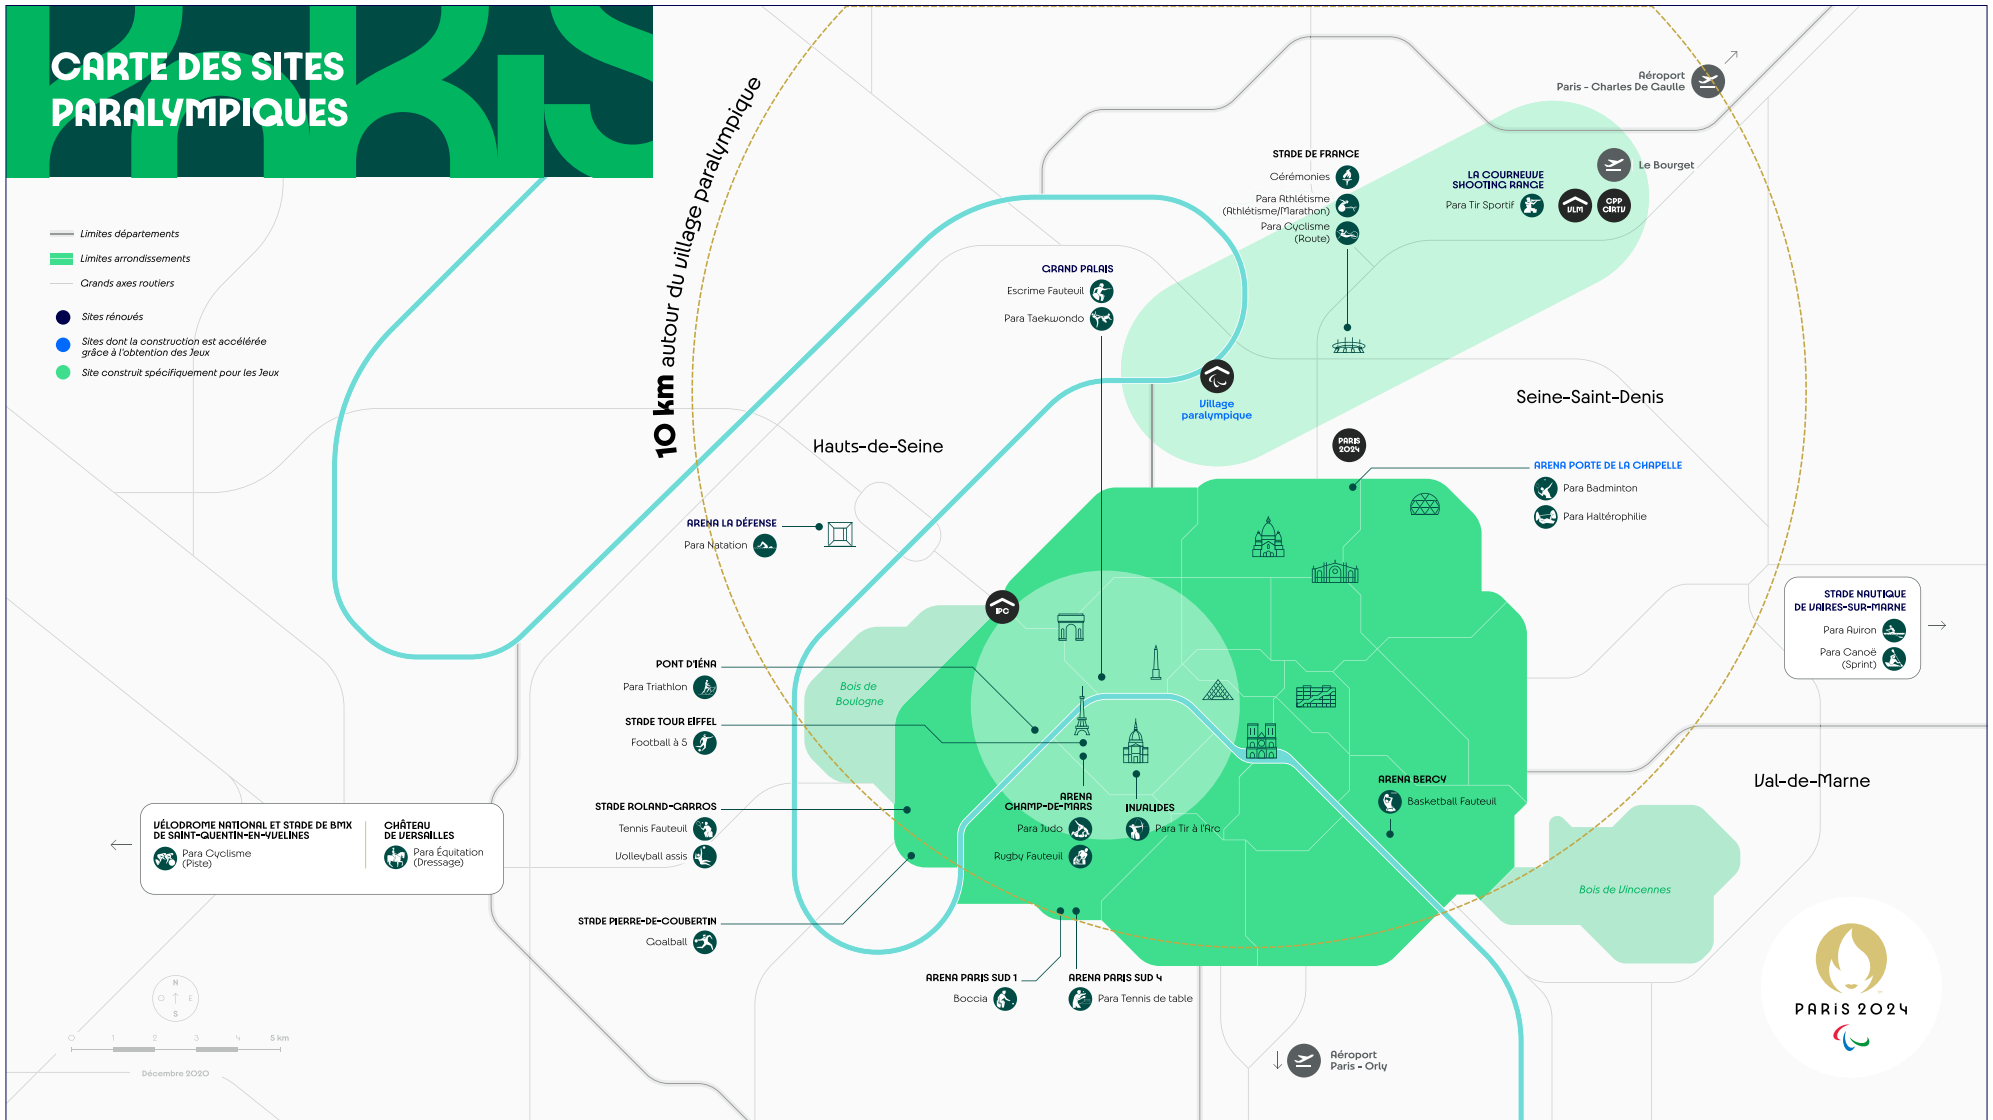 CARTE DES SITES
PARALYMPIQUES
Limites départements
Limites arrondissements
Grands axes routiers
Sites rénovés
Sites dont la construction est accélérée
grâce à l'obtention des Jeux
Site construit spécifiquement pour les Jeux
10 km autour du village paralympique
Aéroport
Paris - Charles De Gaulle
Le Bourget
STADE DE FRANCE
Cérémonies
Para Athlétisme
(Athlétisme/Marathon)
Para Cyclisme
(Route)
LA COURNEUVE
SHOOTING RANGE
Para Tir Sportif
VLM
CPP
CIRTV
GRAND PALAIS
Escrime Fauteuil
Para Taekwondo
Village
paralympique
Seine-Saint-Denis
Hauts-de-Seine
PARIS
2024
ARENA PORTE DE LA CHAPELLE
Para Badminton
Para Haltérophilie
ARENA LA DÉFENSE
Para Natation
IPC
STADE NAUTIQUE
DE VAIRES-SUR-MARNE
Para Aviron
Para Canoë
(Sprint)
PONT D'IÉNA
Para Triathlon
Bois de
Boulogne
STADE TOUR EIFFEL
Football à 5
STADE ROLAND-GARROS
Tennis Fauteuil
Volleyball assis
ARENA
CHAMP-DE-MARS
Para Judo
Rugby Fauteuil
INVALIDES
Para Tir à l'Arc
ARENA BERCY
Basketball Fauteuil
Val-de-Marne
VÉLODROME NATIONAL ET STADE DE BMX
DE SAINT-QUENTIN-EN-YVELINES
Para Cyclisme
(Piste)
CHÂTEAU
DE VERSAILLES
Para Équitation
(Dressage)
Bois de Vincennes
STADE PIERRE-DE-COUBERTIN
Goalball
ARENA PARIS SUD 1
Boccia
ARENA PARIS SUD 4
Para Tennis de table
N
O E
S
0 1 2 3 4 5 km
Décembre 2020
Aéroport
Paris - Orly
PARIS 2024